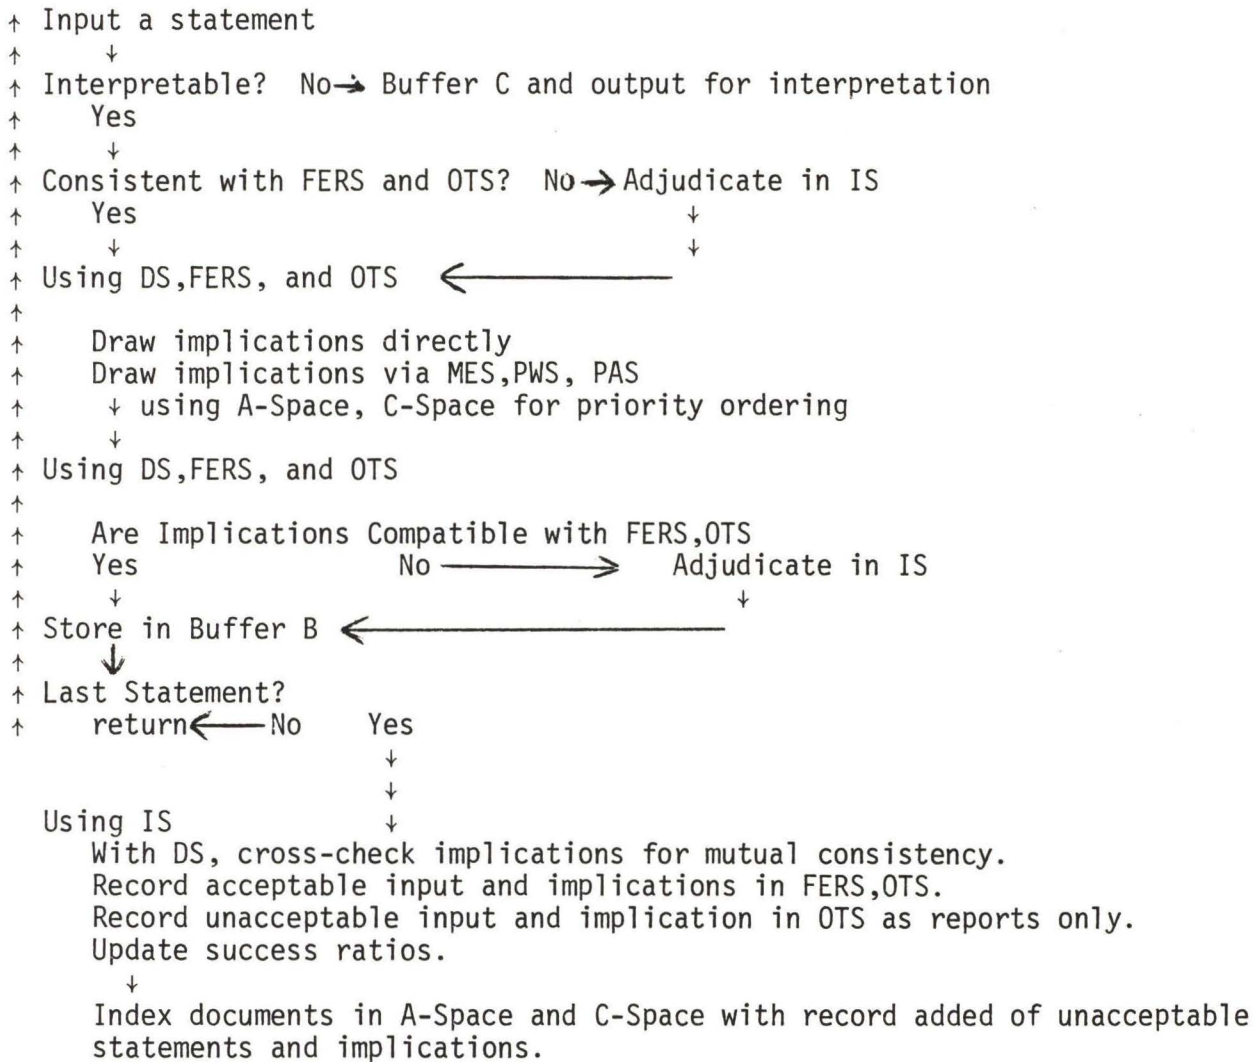 ↑ Input a statement
↑ ↓
↑ Interpretable? No→ Buffer C and output for interpretation
↑ Yes
↑ ↓
↑ Consistent with FERS and OTS? No→Adjudicate in IS
↑ Yes ↓
↑ ↓ ↓
↑ Using DS,FERS, and OTS ←
↑
↑ Draw implications directly
↑ Draw implications via MES,PWS, PAS
↑ ↓ using A-Space, C-Space for priority ordering
↑ ↓
↑ Using DS,FERS, and OTS
↑
↑ Are Implications Compatible with FERS,OTS
↑ Yes No → Adjudicate in IS
↑ ↓ ↓
↑ Store in Buffer B ←
↑ ↓
↑ Last Statement?
↑ return←No Yes
↓
↓
Using IS ↓
With DS, cross-check implications for mutual consistency.
Record acceptable input and implications in FERS,OTS.
Record unacceptable input and implication in OTS as reports only.
Update success ratios.
↓
Index documents in A-Space and C-Space with record added of unacceptable
statements and implications.